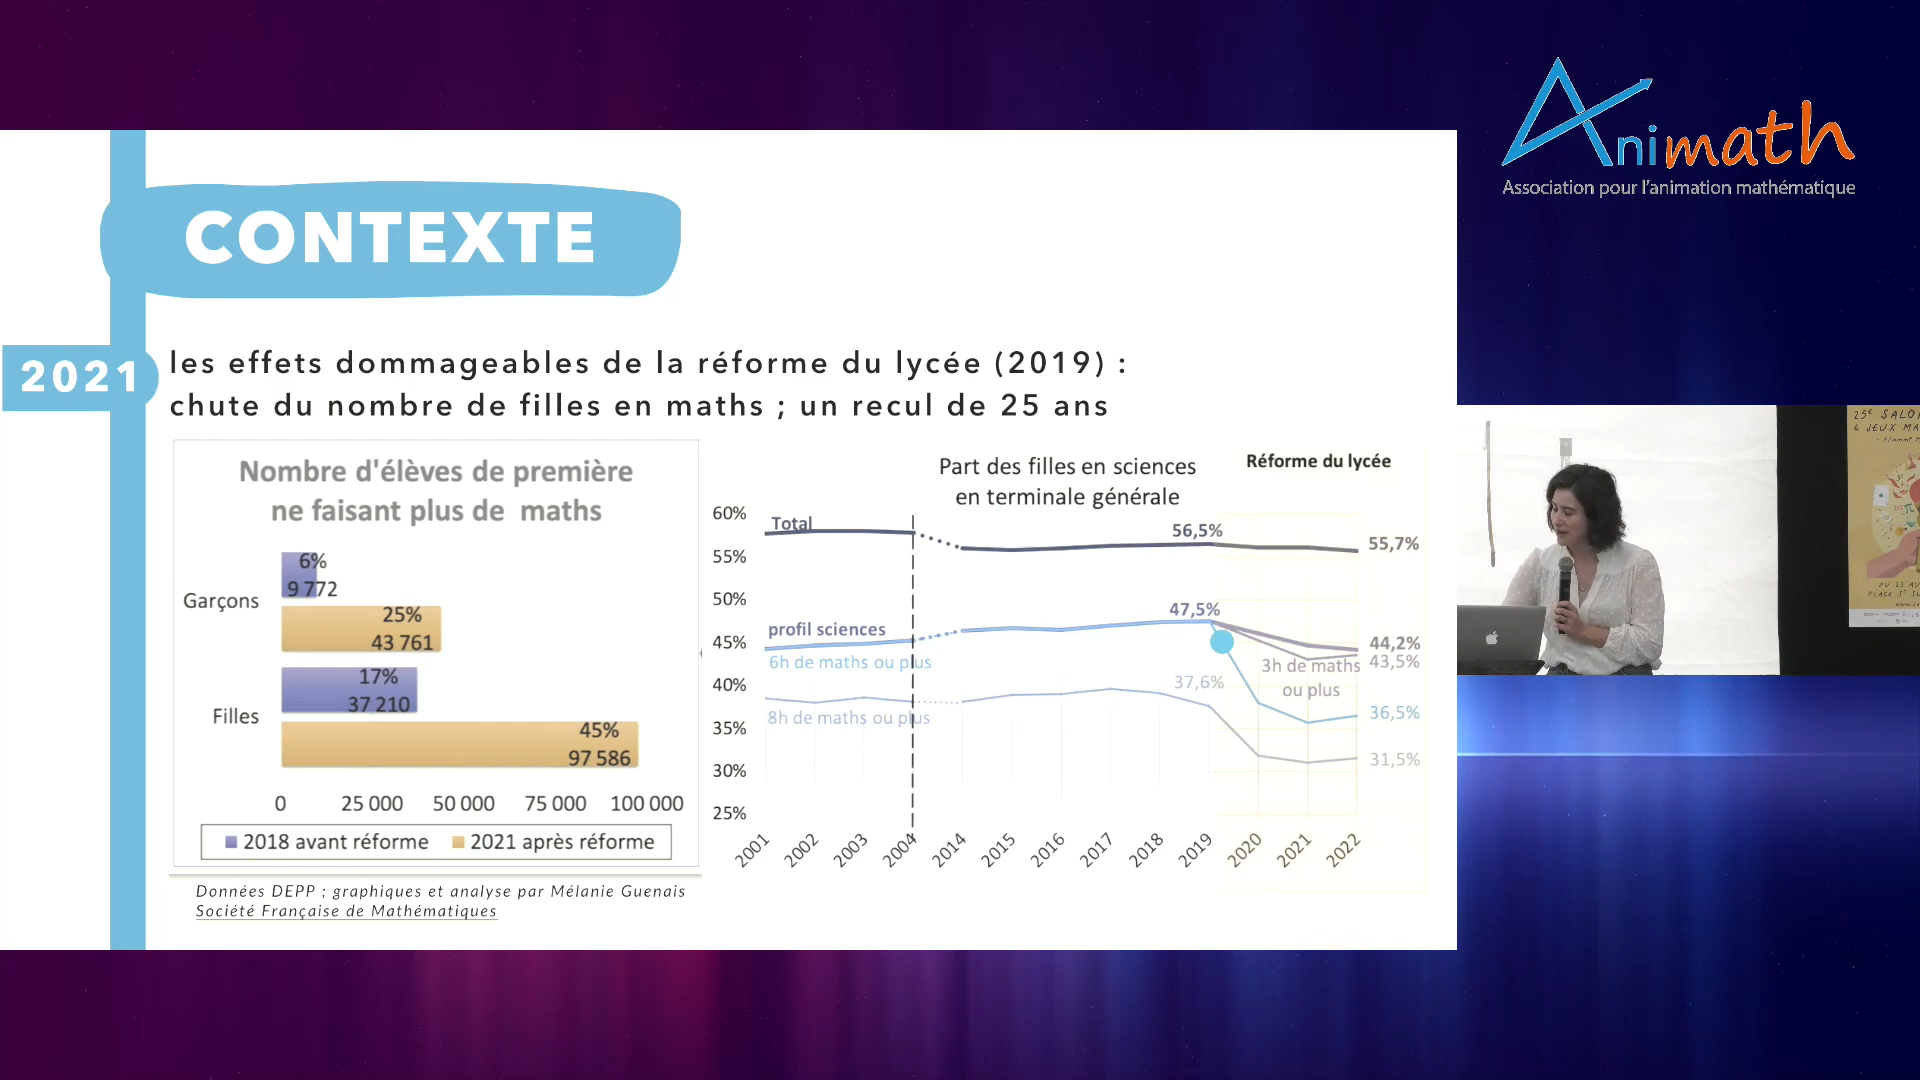 Animath
Association pour l'animation mathématique
CONTEXTE
2021
les effets dommageables de la réforme du lycée (2019) :
chute du nombre de filles en maths ; un recul de 25 ans
Nombre d'élèves de première
ne faisant plus de maths
Garçons
6%
9 772
25%
43 761
Filles
17%
37 210
45%
97 586
0 25 000 50 000 75 000 100 000
2018 avant réforme 2021 après réforme
Données DEPP ; graphiques et analyse par Mélanie Guenais
Société Française de Mathématiques
Part des filles en sciences
en terminale générale
Réforme du lycée
60%
55%
50%
45%
40%
35%
30%
25%
Total
56,5%
55,7%
profil sciences
47,5%
44,2%
6h de maths ou plus
3h de maths
ou plus
43,5%
37,6%
36,5%
8h de maths ou plus
31,5%
2001 2002 2003 2004 2014 2015 2016 2017 2018 2019 2020 2021 2022
25e SALO
& JEUX MA